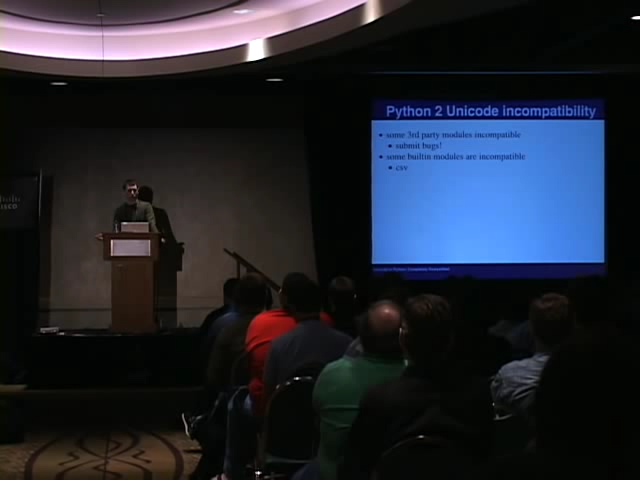 Python 2 Unicode incompatibility
• some 3rd party modules incompatible
• submit bugs!
• some builtin modules are incompatible
• csv